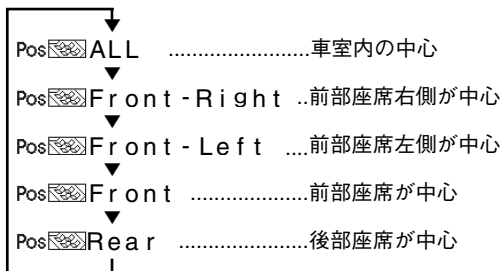 Pos ALL ......................車室内の中心
Pos Front-Right ..前部座席右側が中心
Pos Front-Left ....前部座席左側が中心
Pos Front ..................前部座席が中心
Pos Rear .....................後部座席が中心